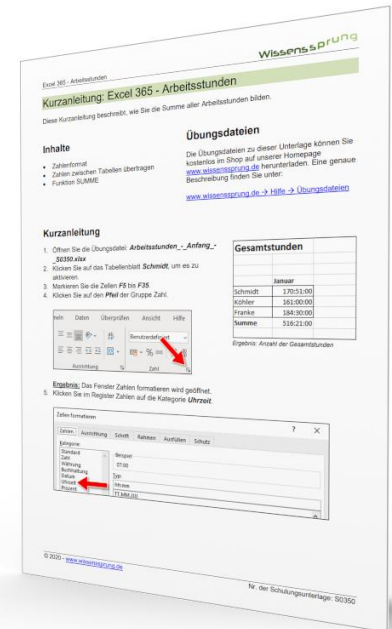 Wissenssprung
Excel 365 - Arbeitsstunden
Kurzanleitung: Excel 365 - Arbeitsstunden
Diese Kurzanleitung beschreibt, wie Sie die Summe aller Arbeitsstunden bilden.
Inhalte
• Zahlenformat
• Zahlen zwischen Tabellen übertragen
• Funktion SUMME
Übungsdateien
Die Übungsdateien zu dieser Unterlage können Sie
kostenlos im Shop auf unserer Homepage
www.wissenssprung.de herunterladen. Eine genaue
Beschreibung finden Sie unter:
www.wissenssprung.de → Hilfe → Übungsdateien
Kurzanleitung
1. Öffnen Sie die Übungsdatei: Arbeitsstunden_-_Anfang_-
_S0350.xlsx
2. Klicken Sie auf das Tabellenblatt Schmidt, um es zu
aktivieren.
3. Markieren Sie die Zellen F5 bis F35
4. Klicken Sie auf den Pfeil der Gruppe Zahl.
Gesamtstunden
Januar
Schmidt 170:51:00
Köhler 161:00:00
Franke 184:30:00
Summe 516:21:00
Ergebnis: Anzahl der Gesamtstunden
meln Daten Überprüfen Ansicht Hilfe
Benutzerdefiniert
% 000
Ausrichtung Zahl
Ergebnis: Das Fenster Zahlen formatieren wird geöffnet.
5. Klicken Sie im Register Zahlen auf die Kategorie Uhrzeit.
Zellen formatieren ? ×
Zahlen Ausrichtung Schrift Rahmen Ausfüllen Schutz
Kategorie:
Standard
Zahl
Währung
Buchhaltung
Datum
Uhrzeit
Prozent
Beispiel
07:00
Typ:
hh:mm
© 2020 - www.wissenssprung.de
Nr. der Schulungsunterlage: S0350